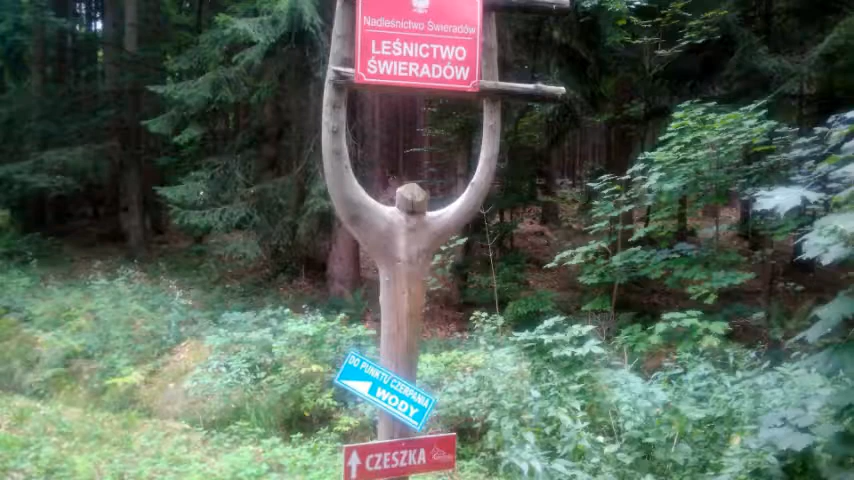 Nadleśnictwo Świeradów
LEŚNICTWO
ŚWIERADÓW
DO PUNKTU CZERPANIA
WODY
CZESZKA